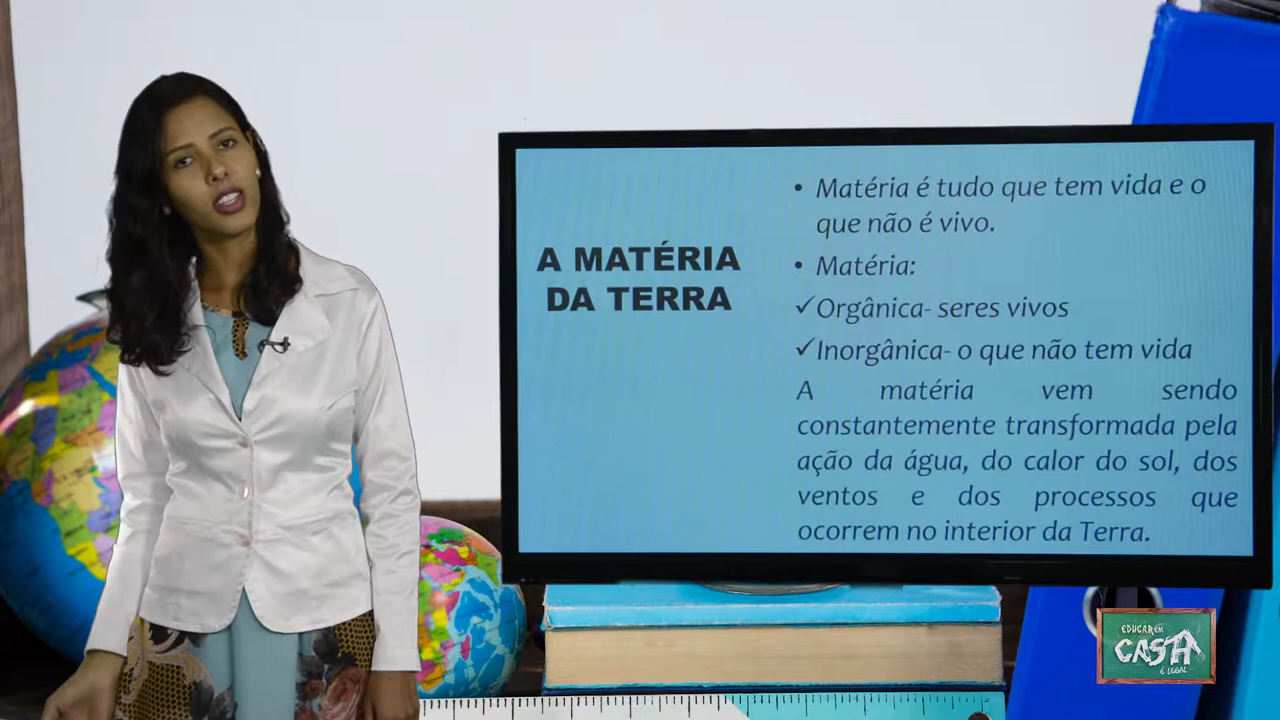 A MATÉRIA
DA TERRA
• Matéria é tudo que tem vida e o
que não é vivo.
• Matéria:
✓Orgânica- seres vivos
✓Inorgânica- o que não tem vida
A matéria vem sendo
constantemente transformada pela
ação da água, do calor do sol, dos
ventos e dos processos que
ocorrem no interior da Terra.
EDUCAR EM
CASA
É LEGAL